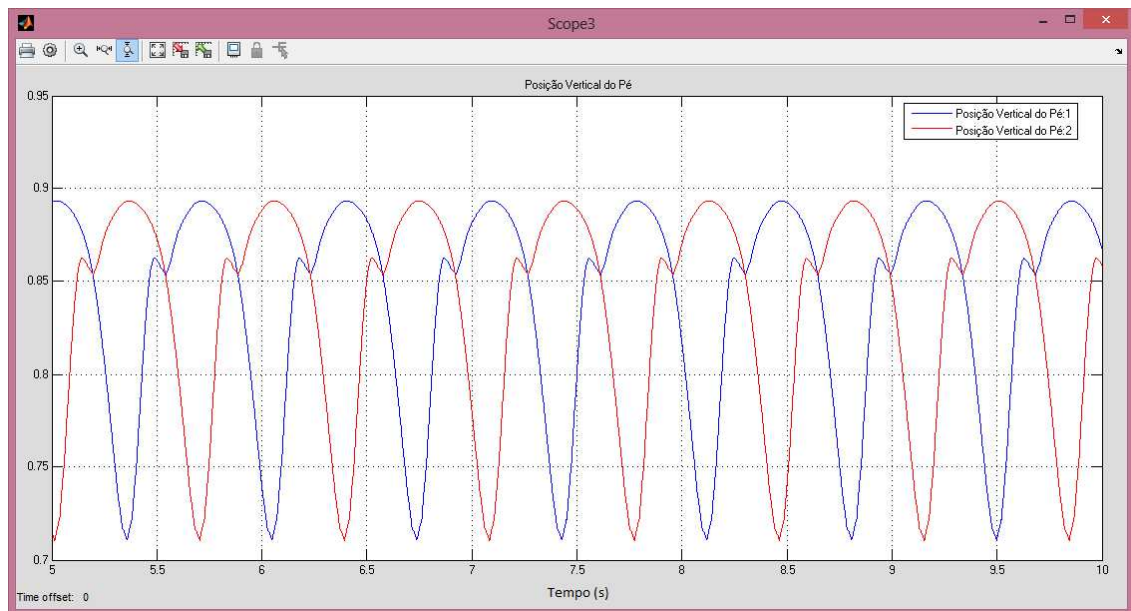 Scope3
Posição Vertical do Pé
0.95
Posição Vertical do Pé:1
Posição Vertical do Pé:2
0.9
0.85
0.8
0.75
0.7
5 5.5 6 6.5 7 7.5 8 8.5 9 9.5 10
Time offset: 0
Tempo (s)